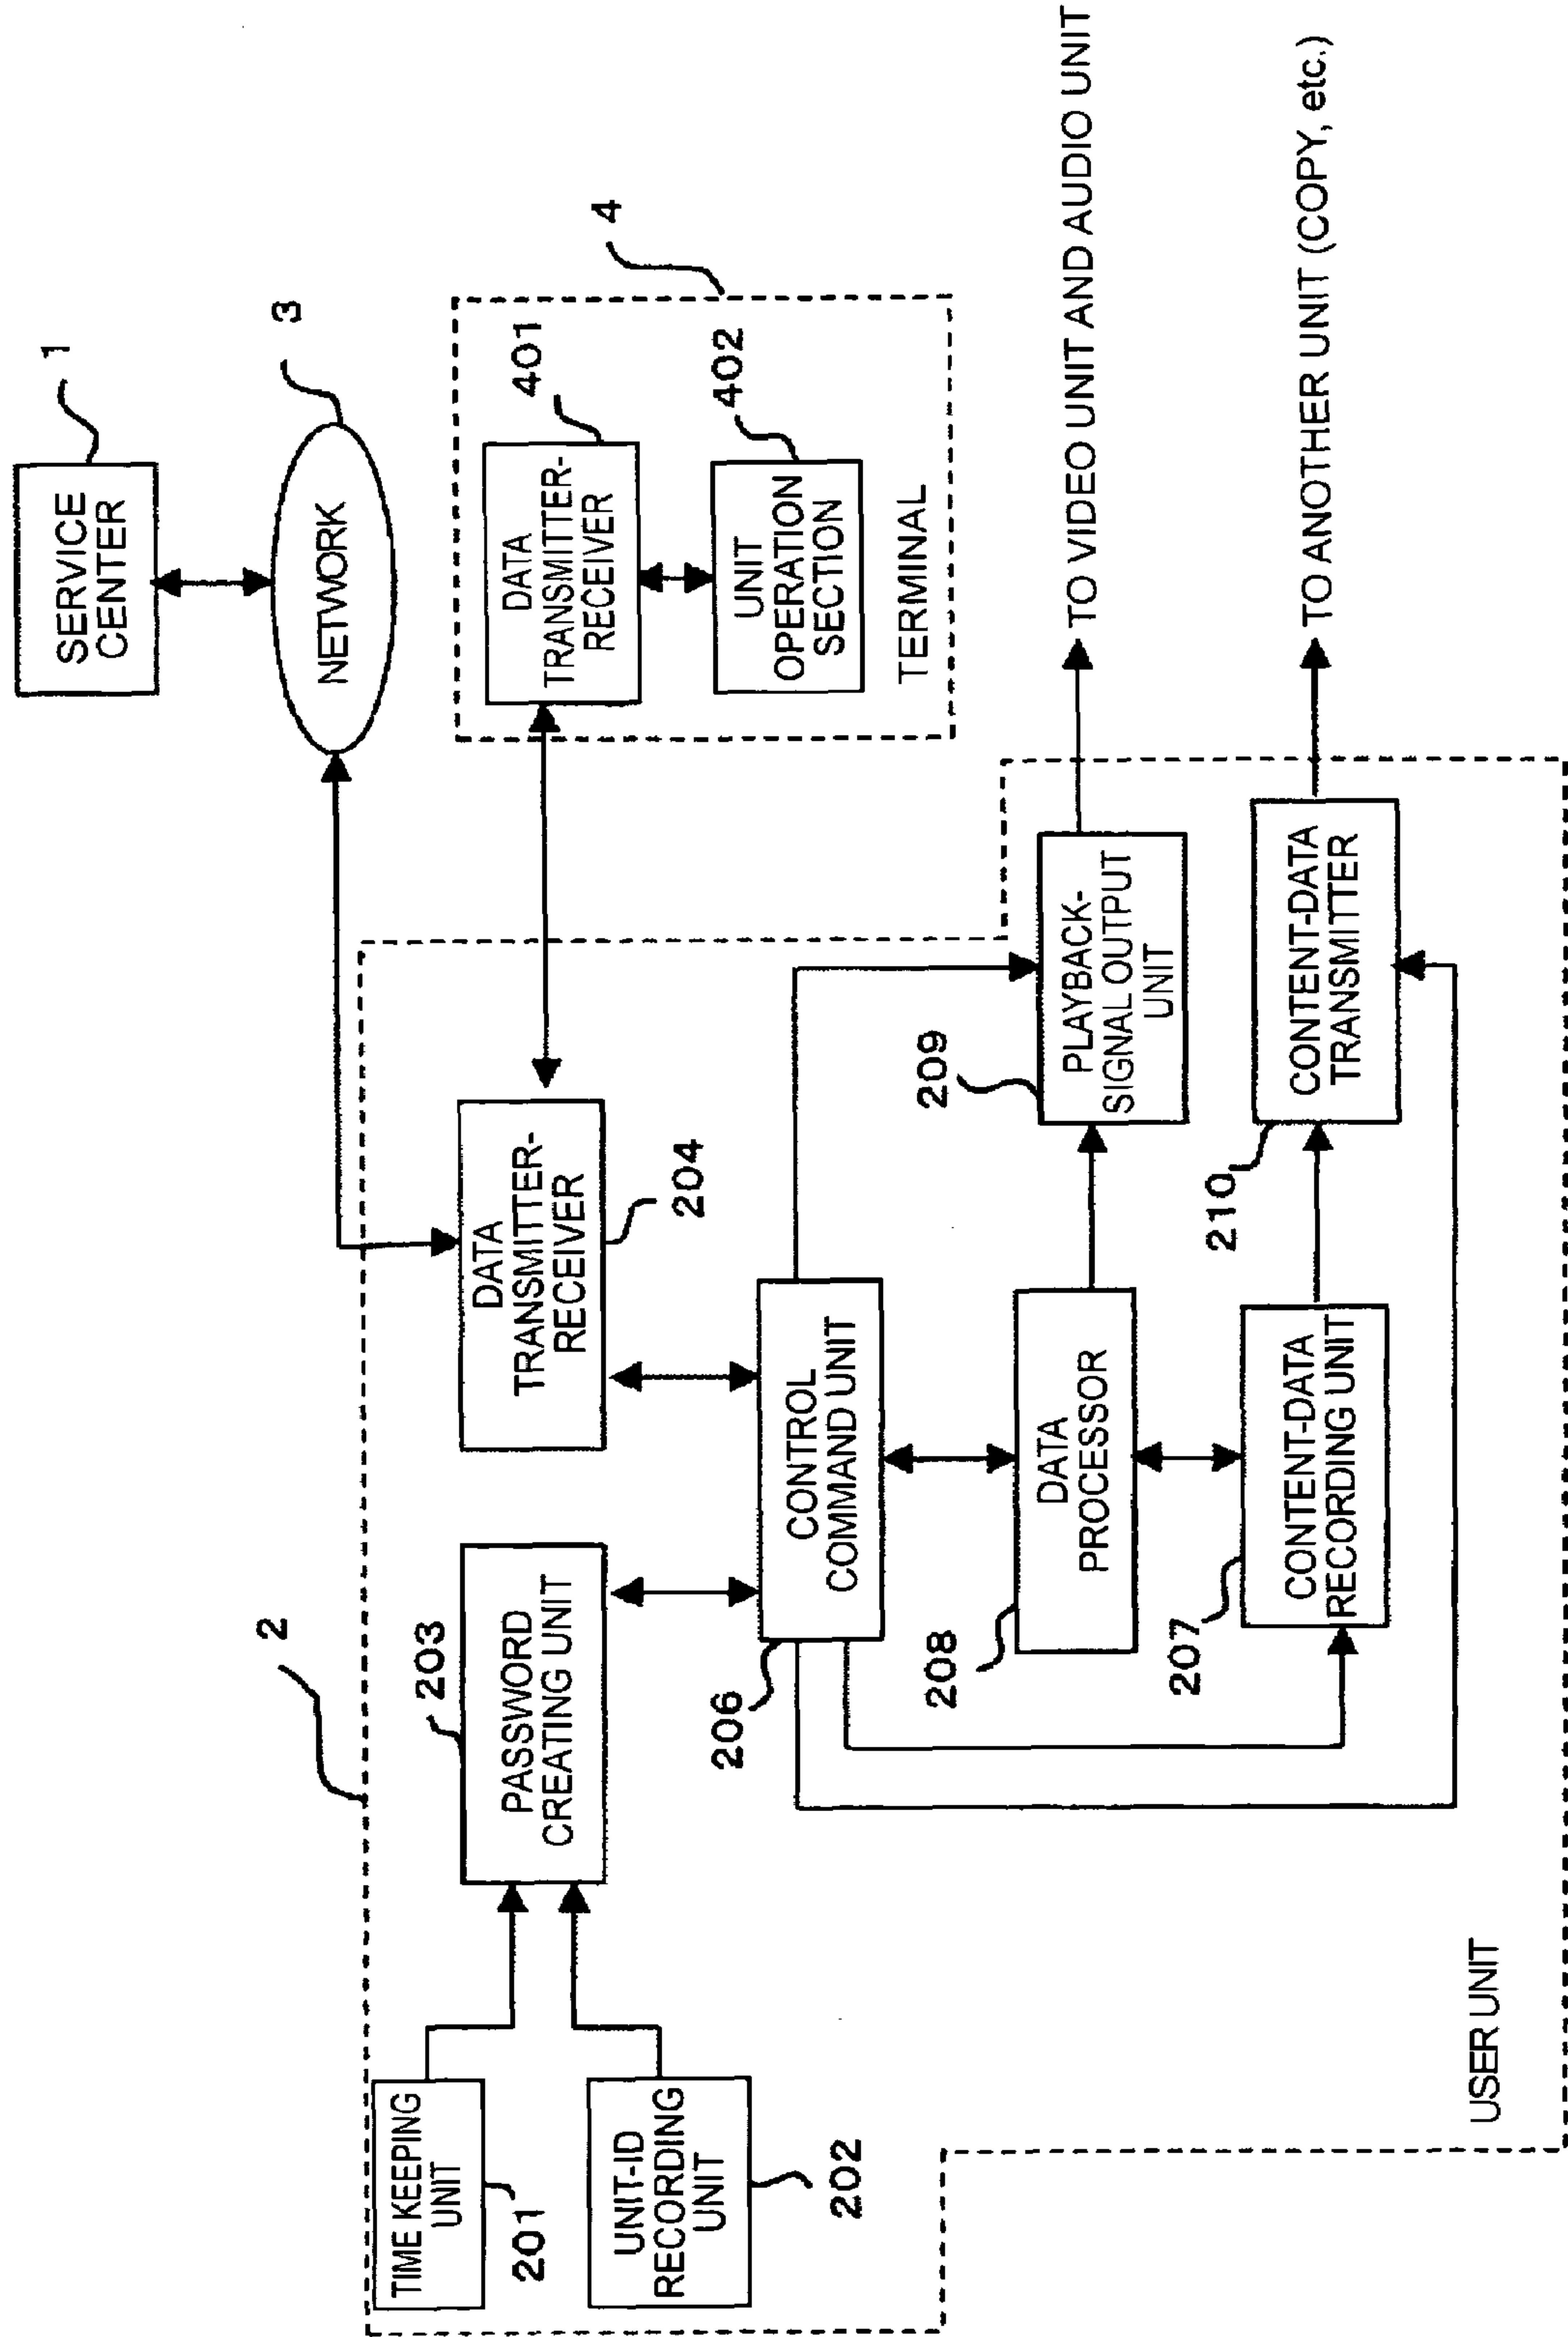 SERVICE
CENTER
1
NETWORK
3
2
TIME KEEPING
UNIT
201
UNIT-ID
RECORDING
UNIT
202
203
PASSWORD
CREATING UNIT
DATA
TRANSMITTER-
RECEIVER
204
4
DATA
TRANSMITTER-
RECEIVER
401
UNIT
OPERATION
SECTION
402
TERMINAL
206
CONTROL
COMMAND UNIT
208
DATA
PROCESSOR
209
PLAYBACK-
SIGNAL OUTPUT
UNIT
TO VIDEO UNIT AND AUDIO UNIT
207
CONTENT-DATA
RECORDING UNIT
210
CONTENT-DATA
TRANSMITTER
TO ANOTHER UNIT (COPY, etc.)
USER UNIT